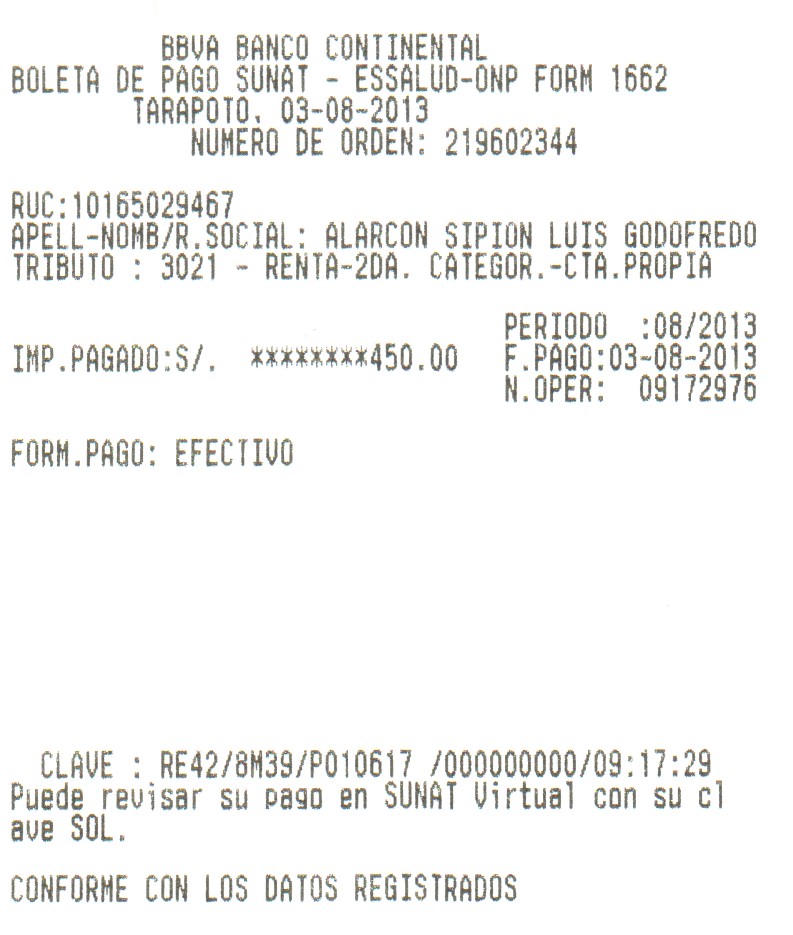 BBVA BANCO CONTINENTAL
BOLETA DE PAGO SUNAT - ESSALUD-ONP FORM 1662
TARAPOTO, 03-08-2013
NUMERO DE ORDEN: 219602344
RUC:10165029467
APELL-NOMB/R.SOCIAL: ALARCON SIPION LUIS GODOFREDO
TRIBUTO : 3021 - RENTA-2DA. CATEGOR.-CTA.PROPIA
PERIODO :08/2013
IMP.PAGADO:S/. ********450.00 F.PAGO:03-08-2013
N.OPER: 09172976
FORM.PAGO: EFECTIVO
CLAVE : RE42/8M39/P010617 /000000000/09:17:29
Puede revisar su pago en SUNAT Virtual con su cl
ave SOL.
CONFORME CON LOS DATOS REGISTRADOS